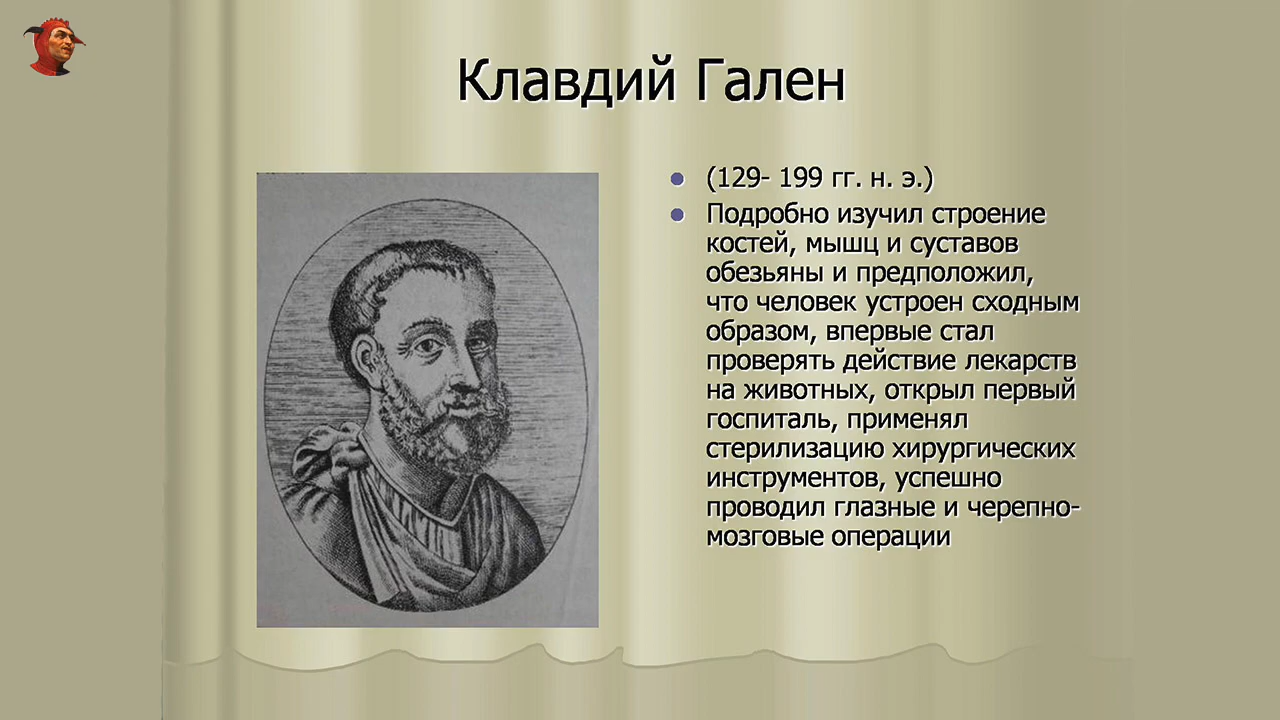 Клавдий Гален
(129- 199 гг. н. э.)
Подробно изучил строение
костей, мышц и суставов
обезьяны и предположил,
что человек устроен сходным
образом, впервые стал
проверять действие лекарств
на животных, открыл первый
госпиталь, применял
стерилизацию хирургических
инструментов, успешно
проводил глазные и черепно-
мозговые операции